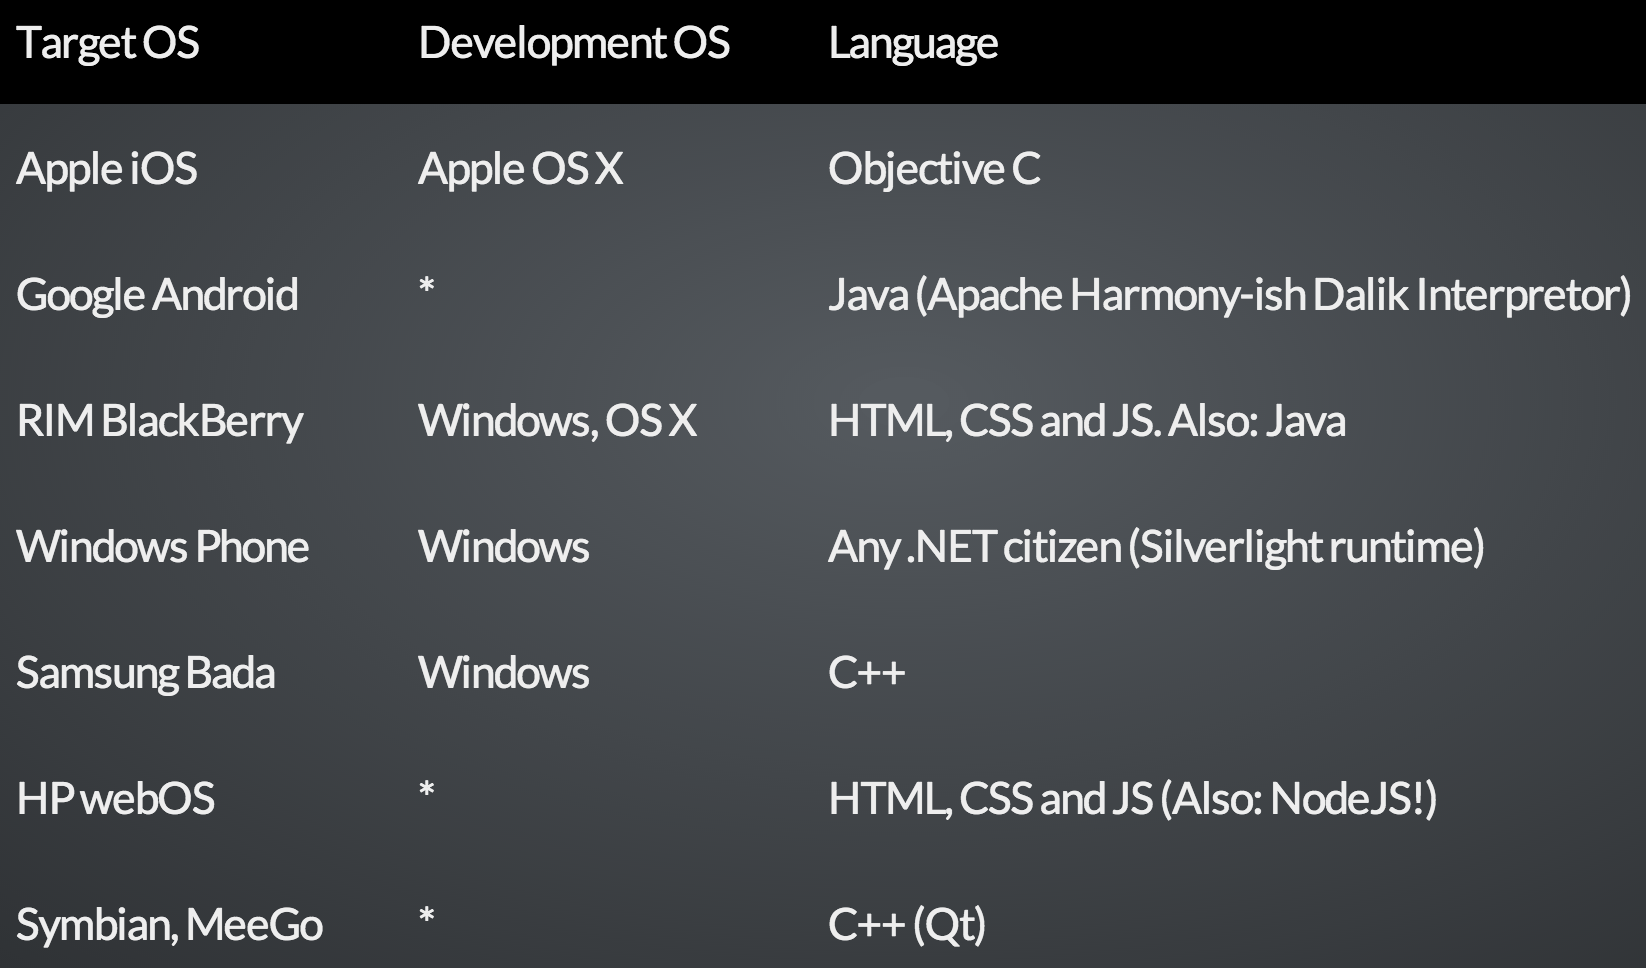 Target OS Development OS Language
Apple iOS Apple OS X Objective C
Google Android * Java (Apache Harmony-ish Dalik Interpretor)
RIM BlackBerry Windows, OS X HTML, CSS and JS. Also: Java
Windows Phone Windows Any .NET citizen (Silverlight runtime)
Samsung Bada Windows C++
HP webOS * HTML, CSS and JS (Also: NodeJS!)
Symbian, MeeGo * C++ (Qt)